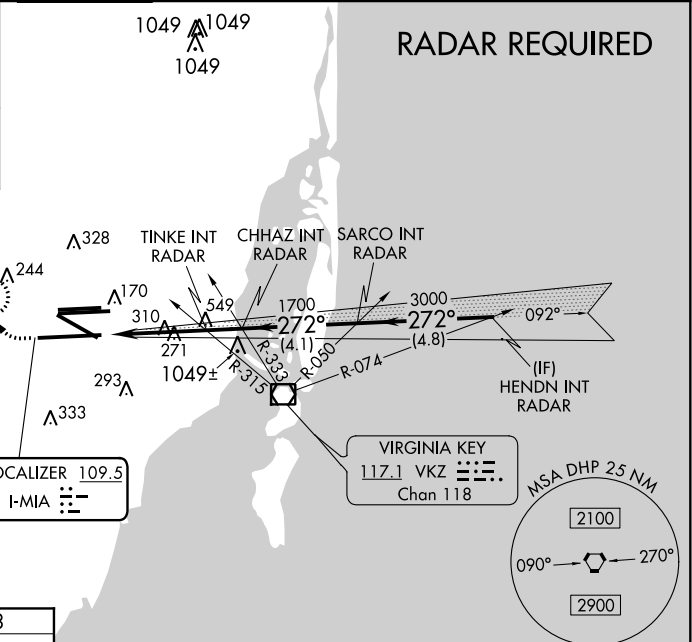 1049 1049
1049
RADAR REQUIRED
328
TINKE INT
RADAR
CHHAZ INT
RADAR
SARCO INT
RADAR
244
170
549
310
271
1700
272°
(4.1)
3000
272°
(4.8)
092°
1049±
R-315
R-333
R-050
R-074
(IF)
HENDN INT
RADAR
293
333
OCALIZER 109.5
I-MIA
VIRGINIA KEY
117.1 VKZ
Chan 118
MSA DHP 25 NM
2100
090° 270°
2900